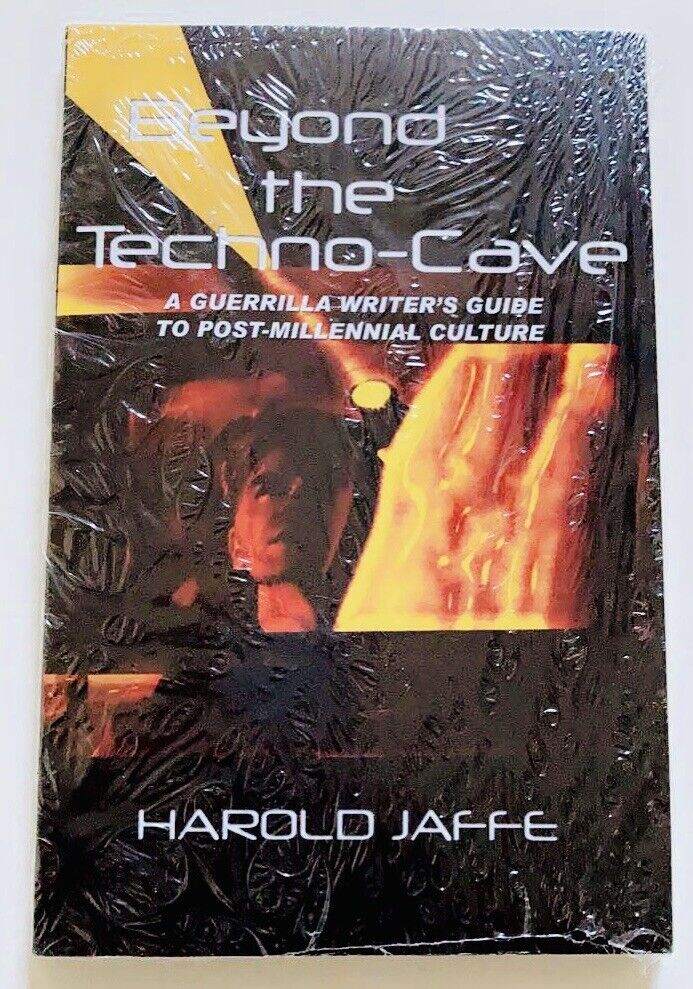 Beyond
the
Techno-Cave
A GUERRILLA WRITER'S GUIDE
TO POST-MILLENNIAL CULTURE
HAROLD JAFFE